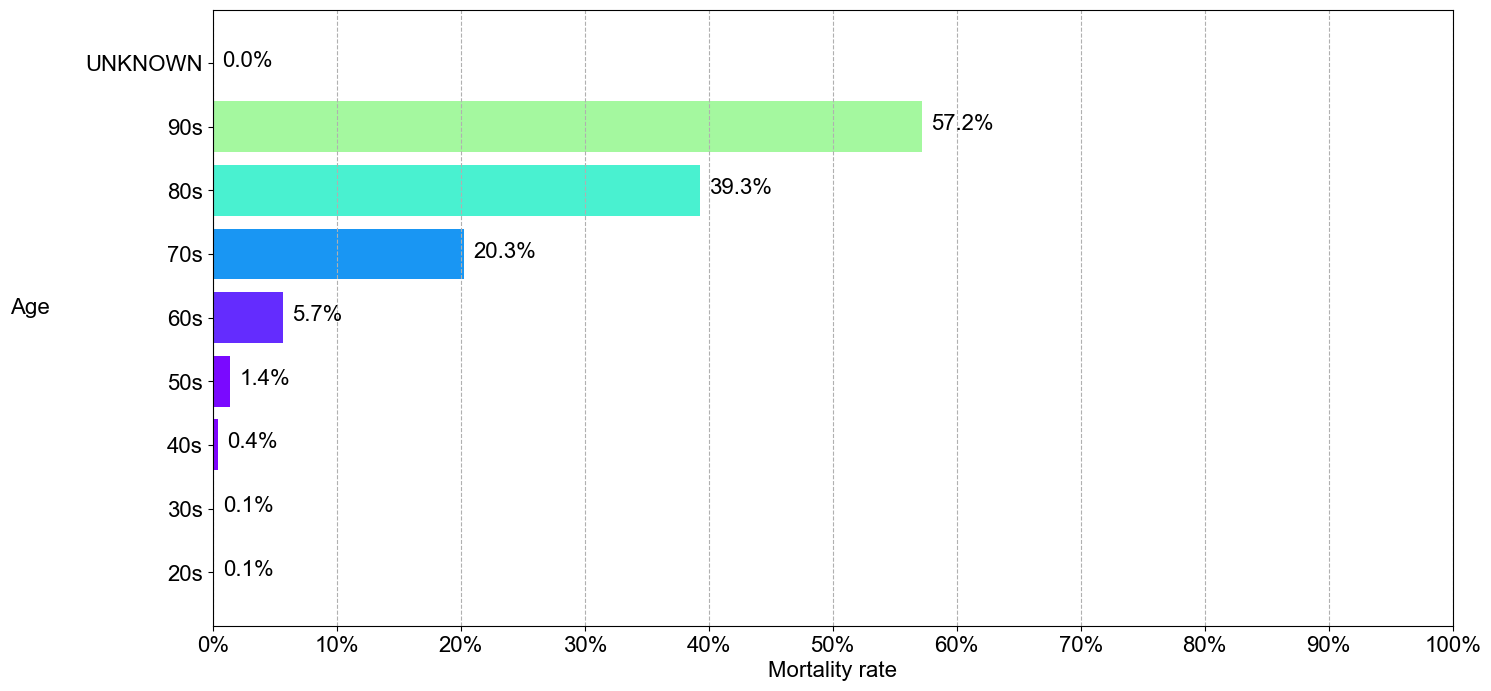 UNKNOWN 0.0%
90s 57.2%
80s 39.3%
70s 20.3%
Age
60s 5.7%
50s 1.4%
40s 0.4%
30s 0.1%
20s 0.1%
0% 10% 20% 30% 40% 50% 60% 70% 80% 90% 100%
Mortality rate